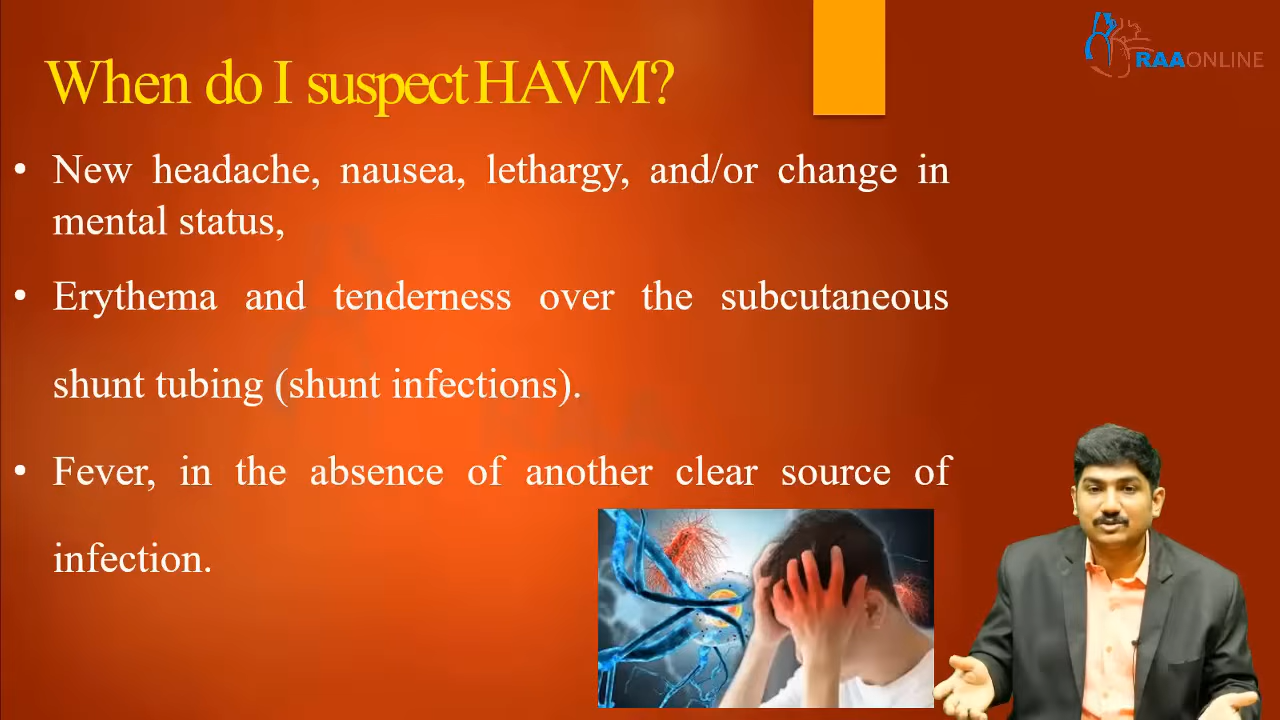 RAAONLINE
When do I suspect HAVM?
• New headache, nausea, lethargy, and/or change in
mental status,
• Erythema and tenderness over the subcutaneous
shunt tubing (shunt infections).
• Fever, in the absence of another clear source of
infection.